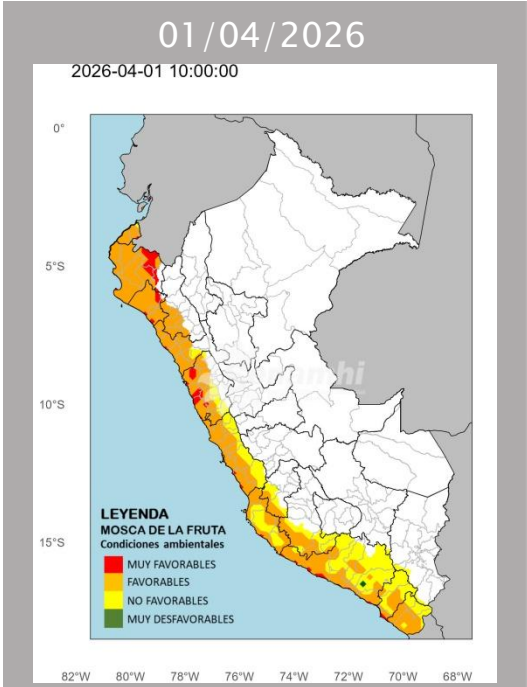 01/04/2026
2026-04-01 10:00:00
0°
5°S
10°S
15°S
LEYENDA
MOSCA DE LA FRUTA
Condiciones ambientales
MUY FAVORABLES
FAVORABLES
NO FAVORABLES
MUY DESFAVORABLES
82°W 80°W 78°W 76°W 74°W 72°W 70°W 68°W